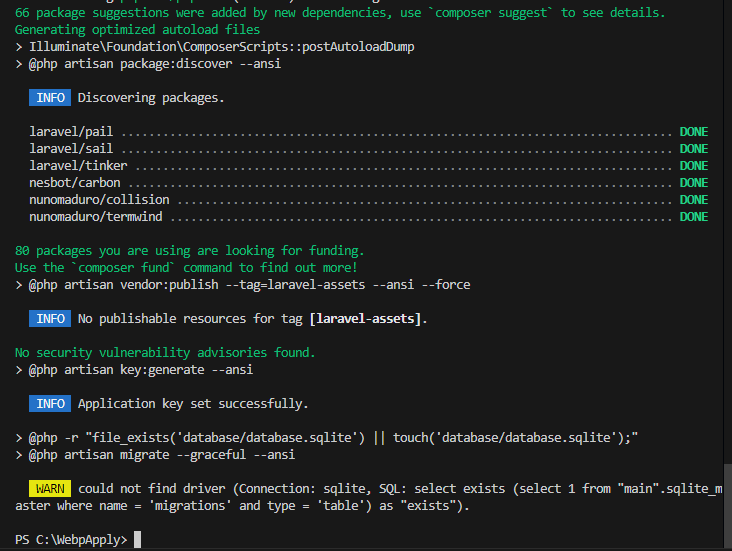 66 package suggestions were added by new dependencies, use `composer suggest` to see details.
Generating optimized autoload files
> Illuminate\Foundation\ComposerScripts::postAutoloadDump
> @php artisan package:discover --ansi
INFO Discovering packages.
laravel/pail ............................................................................... DONE
laravel/sail ............................................................................... DONE
laravel/tinker ............................................................................. DONE
nesbot/carbon .............................................................................. DONE
nunomaduro/collision ....................................................................... DONE
nunomaduro/termwind ........................................................................ DONE
80 packages you are using are looking for funding.
Use the `composer fund` command to find out more!
> @php artisan vendor:publish --tag=laravel-assets --ansi --force
INFO No publishable resources for tag [laravel-assets].
No security vulnerability advisories found.
> @php artisan key:generate --ansi
INFO Application key set successfully.
> @php -r "file_exists('database/database.sqlite') || touch('database/database.sqlite');"
> @php artisan migrate --graceful --ansi
WARN could not find driver (Connection: sqlite, SQL: select exists (select 1 from "main".sqlite_m
aster where name = 'migrations' and type = 'table') as "exists").
PS C:\WebpApply>